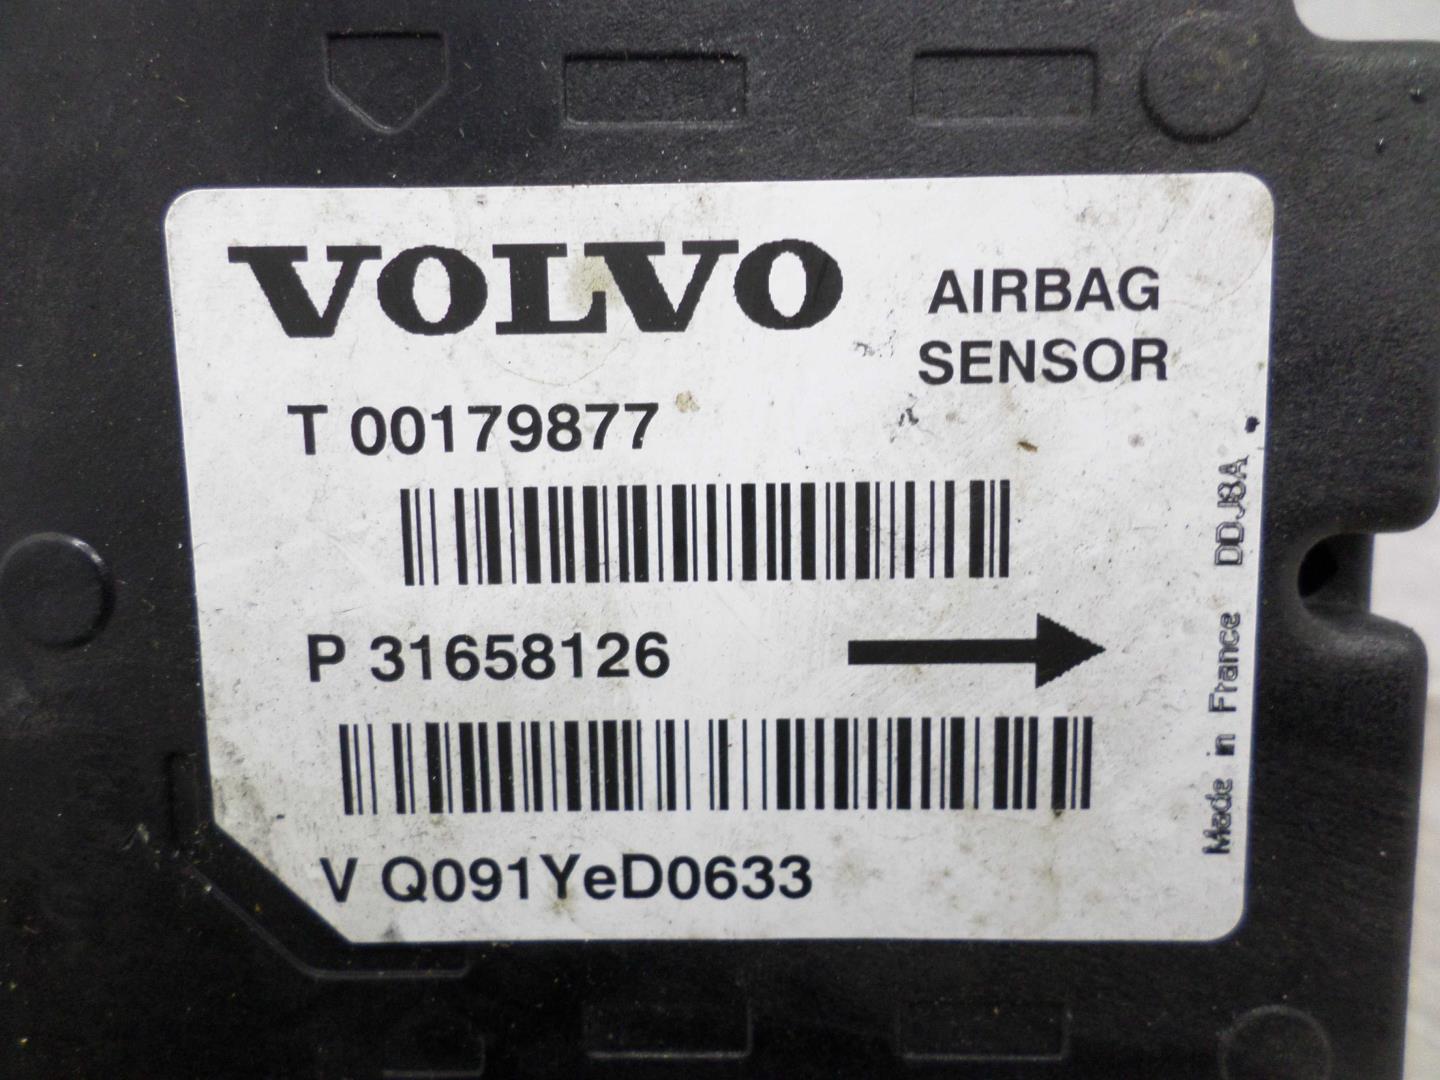 VOLVO
AIRBAG
SENSOR
T 00179877
P 31658126
V Q091YeD0633
Made in France DDJ8A